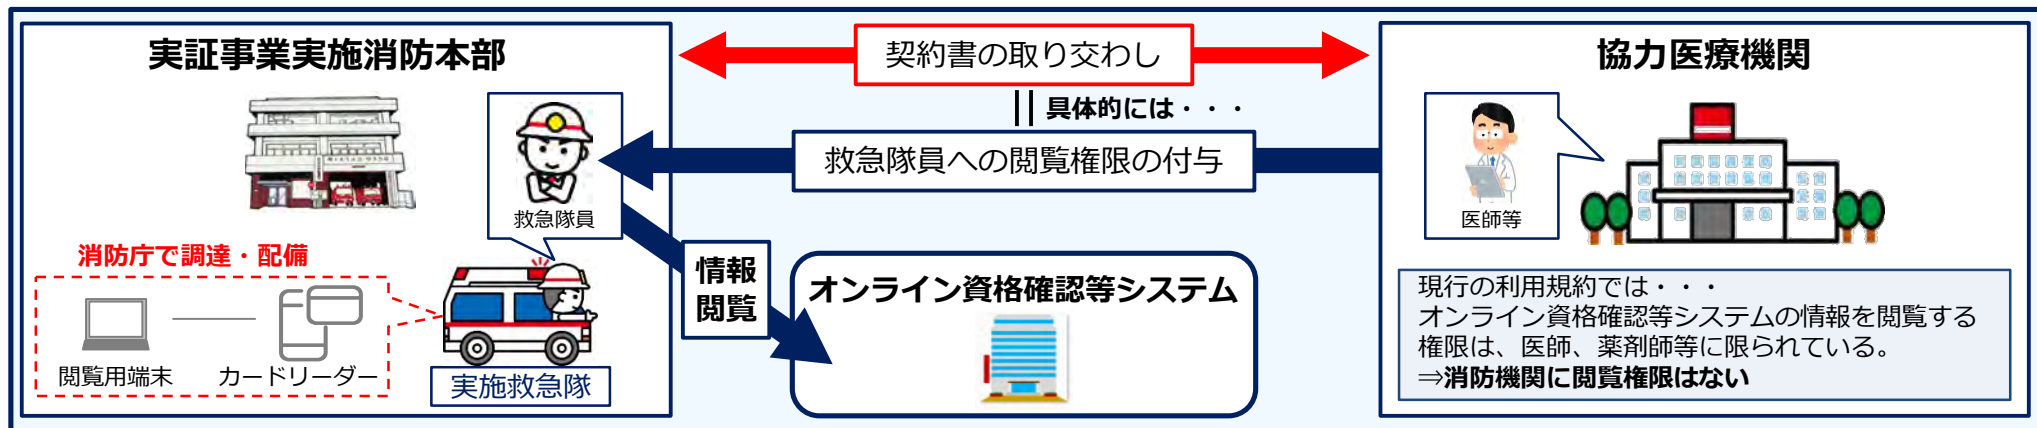 実証事業実施消防本部
救急隊員
消防庁で調達・配備
閲覧用端末
カードリーダー
実施救急隊
契約書の取り交わし
具体的には・・・
救急隊員への閲覧権限の付与
情報
閲覧
オンライン資格確認等システム
協力医療機関
医師等
現行の利用規約では・・・
オンライン資格確認等システムの情報を閲覧する
権限は、医師、薬剤師等に限られている。
⇒消防機関に閲覧権限はない